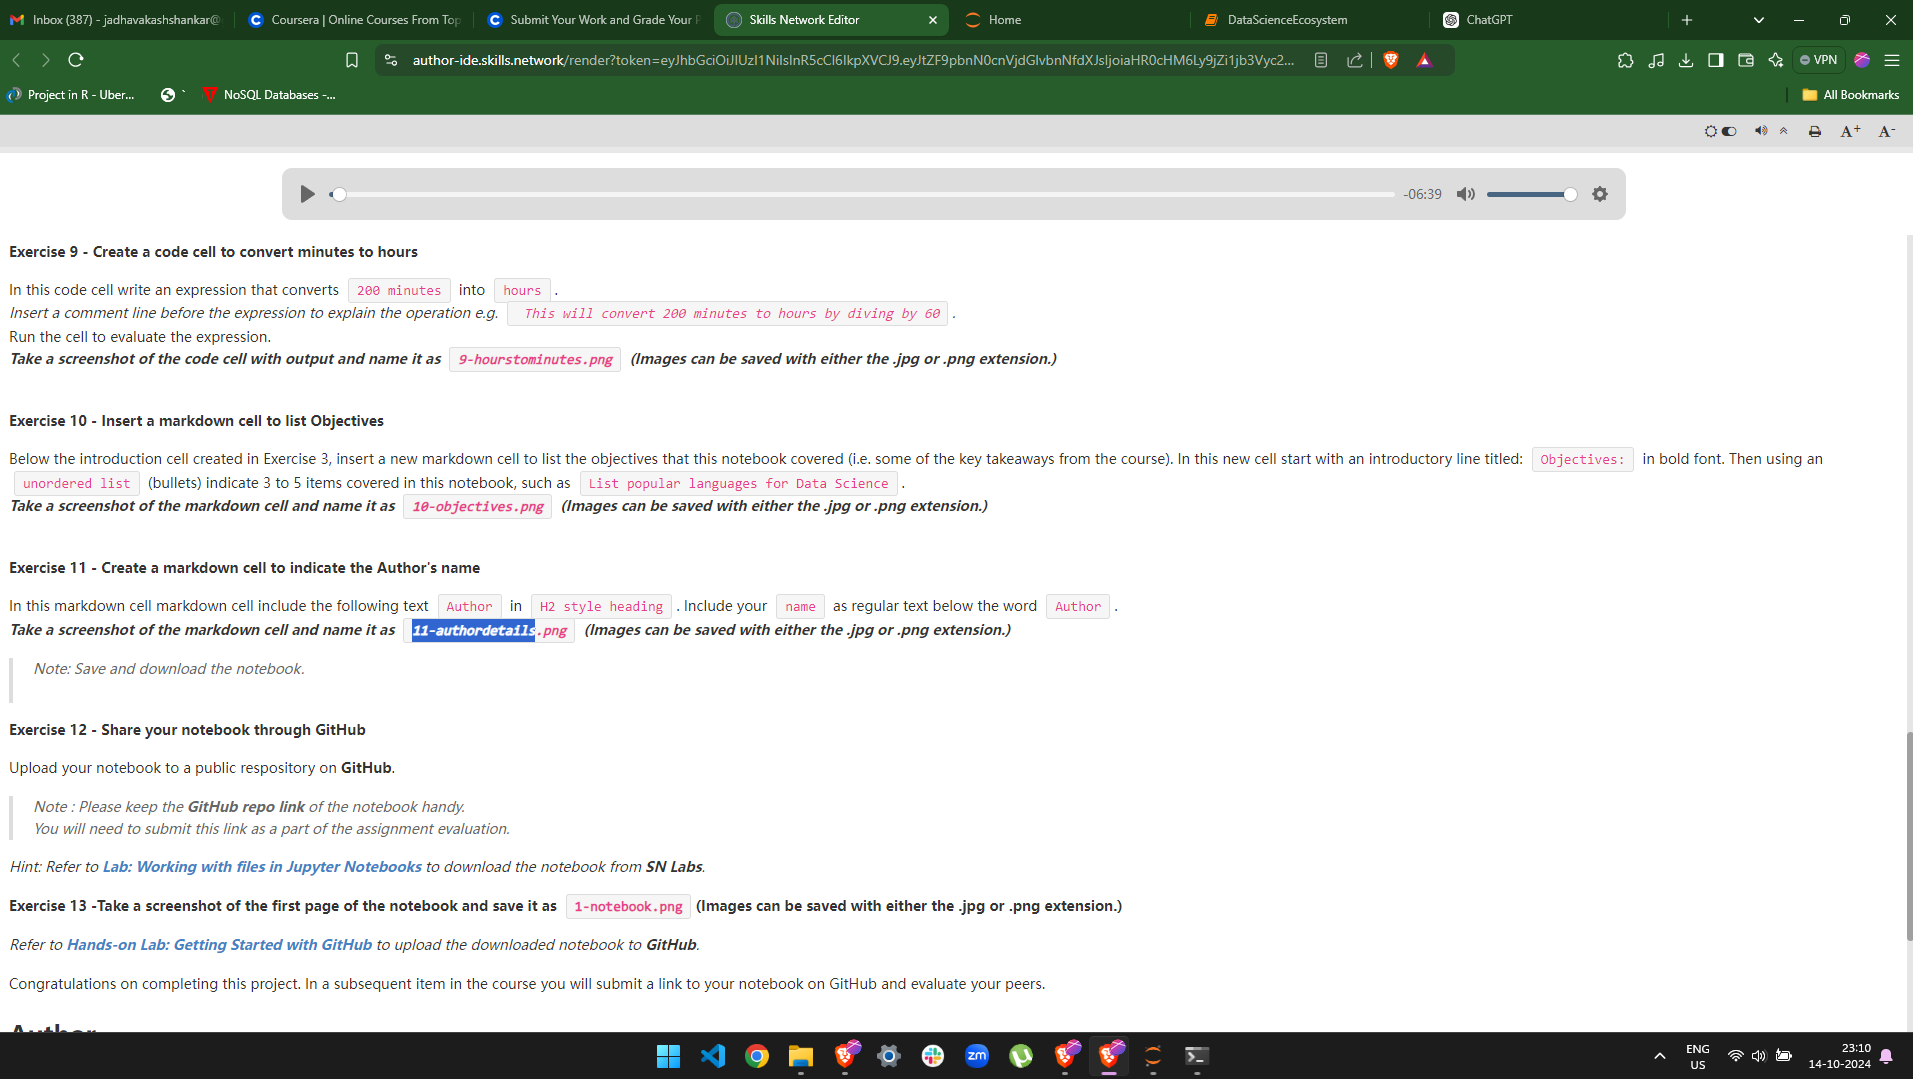 Inbox (387) - jadhavakashshankar@
Coursera | Online Courses From Top
Submit Your Work and Grade Your P
Skills Network Editor
Home
DataScienceEcosystem
ChatGPT
Project in R - Uber...
NoSQL Databases -...
VPN
All Bookmarks
A+ A-
-06:39
Exercise 9 - Create a code cell to convert minutes to hours
In this code cell write an expression that converts 200 minutes into hours .
Insert a comment line before the expression to explain the operation e.g. This will convert 200 minutes to hours by diving by 60 .
Run the cell to evaluate the expression.
Take a screenshot of the code cell with output and name it as 9-hourstominutes.png (Images can be saved with either the .jpg or .png extension.)
Exercise 10 - Insert a markdown cell to list Objectives
Below the introduction cell created in Exercise 3, insert a new markdown cell to list the objectives that this notebook covered (i.e. some of the key takeaways from the course). In this new cell start with an introductory line titled: Objectives: in bold font. Then using an
unordered list (bullets) indicate 3 to 5 items covered in this notebook, such as List popular languages for Data Science .
Take a screenshot of the markdown cell and name it as 10-objectives.png (Images can be saved with either the .jpg or .png extension.)
Exercise 11 - Create a markdown cell to indicate the Author's name
In this markdown cell markdown cell include the following text Author in H2 style heading . Include your name as regular text below the word Author .
Take a screenshot of the markdown cell and name it as 11-authordetails.png (Images can be saved with either the .jpg or .png extension.)
Note: Save and download the notebook.
Exercise 12 - Share your notebook through GitHub
Upload your notebook to a public respository on GitHub.
Note : Please keep the GitHub repo link of the notebook handy.
You will need to submit this link as a part of the assignment evaluation.
Hint: Refer to Lab: Working with files in Jupyter Notebooks to download the notebook from SN Labs.
Exercise 13 -Take a screenshot of the first page of the notebook and save it as 1-notebook.png (Images can be saved with either the .jpg or .png extension.)
Refer to Hands-on Lab: Getting Started with GitHub to upload the downloaded notebook to GitHub.
Congratulations on completing this project. In a subsequent item in the course you will submit a link to your notebook on GitHub and evaluate your peers.
Author
zm
ENG
US
23:10
14-10-2024